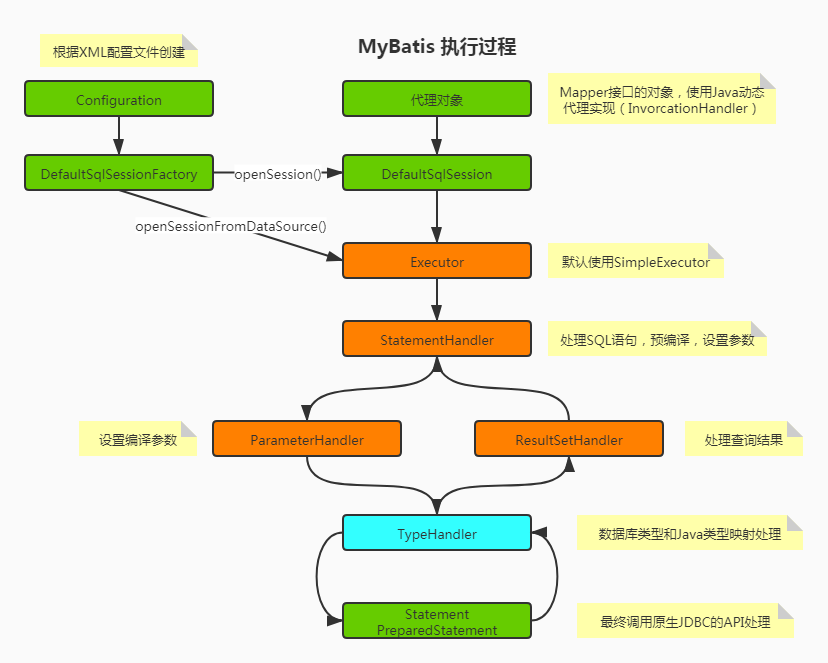 MyBatis 执行过程
根据XML配置文件创建
Configuration
代理对象
Mapper接口的对象，使用Java动态
代理实现（InvorcationHandler）
DefaultSqlSessionFactory
openSession()
DefaultSqlSession
openSessionFromDataSource()
Executor
默认使用SimpleExecutor
StatementHandler
处理SQL语句，预编译，设置参数
设置编译参数
ParameterHandler
ResultSetHandler
处理查询结果
TypeHandler
数据库类型和Java类型映射处理
Statement
PreparedStatement
最终调用原生JDBC的API处理